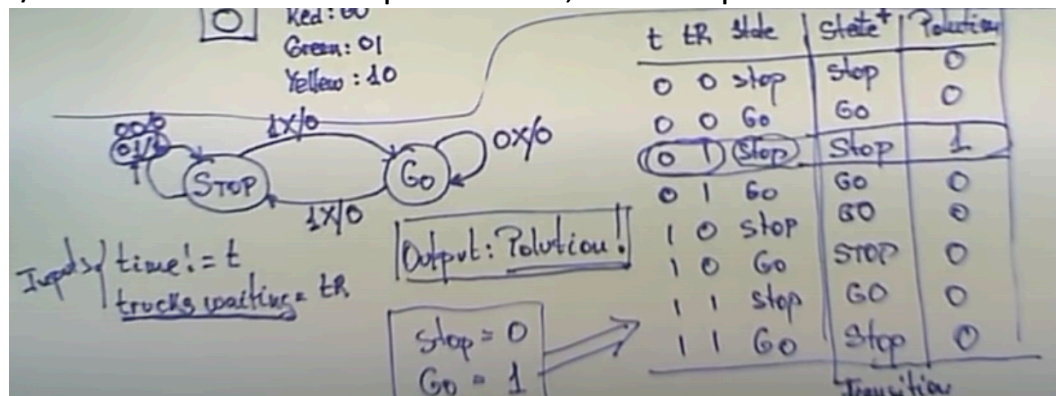 0
Red: 00
Green: 01
Yellow: 10
00/0
01/1
1X/0
0X/0
STOP
Go
1X/0
Inputs
time! = t
trucks waiting = tR
Output: Polution!
Stop = 0
Go = 1
t tR State State⁺ Polution
0 0 stop stop 0
0 0 Go Go 0
0 1 Stop Stop 1
0 1 Go GO 0
1 0 stop GO 0
1 0 Go STOP 0
1 1 stop GO 0
1 1 Go Stop 0
Transition